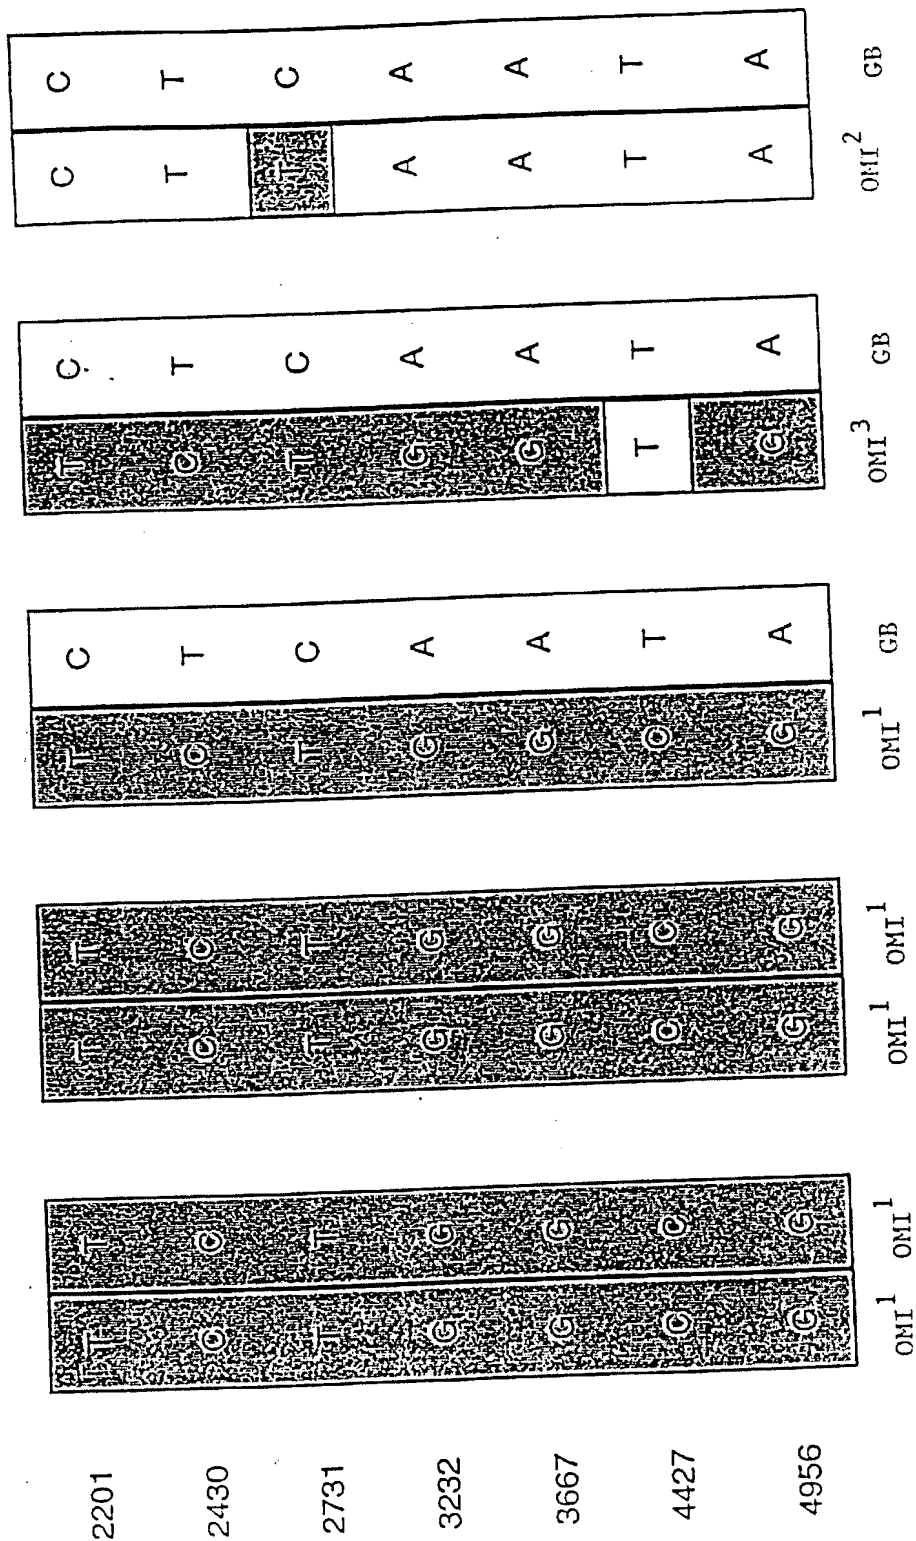 2201 T T T T T C T C C C
2430 C C C C C T C T T T
2731 T T T T T C T C T C
3232 G G G G G A G A A A
3667 G G G G G A G A A A
4427 C C C C C T T T T T
4956 G G G G G A G A A A
OMI¹ OMI¹ OMI¹ OMI¹ OMI¹ GB OMI³ GB OMI² GB